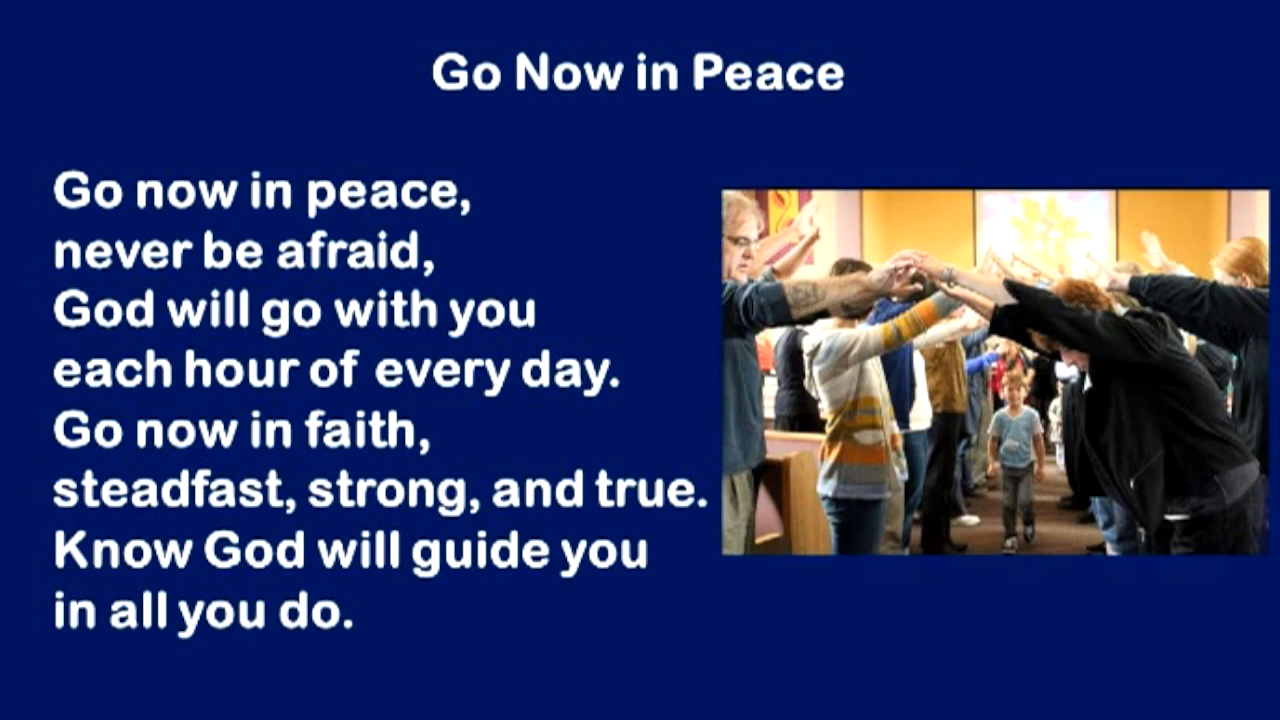 Go Now in Peace
Go now in peace,
never be afraid,
God will go with you
each hour of every day.
Go now in faith,
steadfast, strong, and true.
Know God will guide you
in all you do.